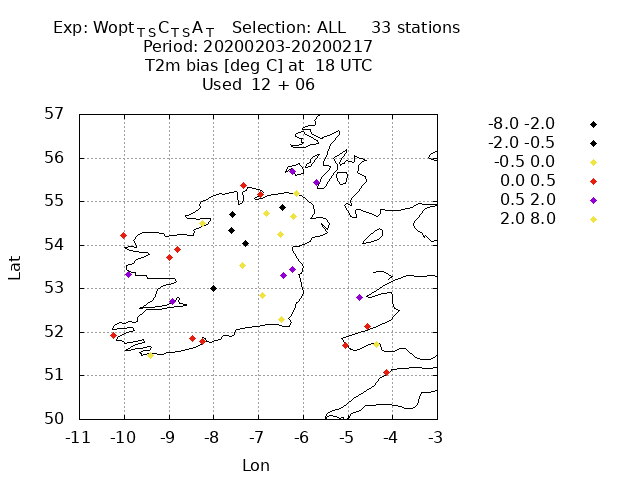 Exp: Wopt T S C T S A T   Selection: ALL   33 stations
Period: 20200203-20200217
T2m bias [deg C] at 18 UTC
Used 12 + 06
57
56
55
54
53
52
51
50
-11 -10 -9 -8 -7 -6 -5 -4 -3
Lat
Lon
-8.0 -2.0
-2.0 -0.5
-0.5 0.0
0.0 0.5
0.5 2.0
2.0 8.0